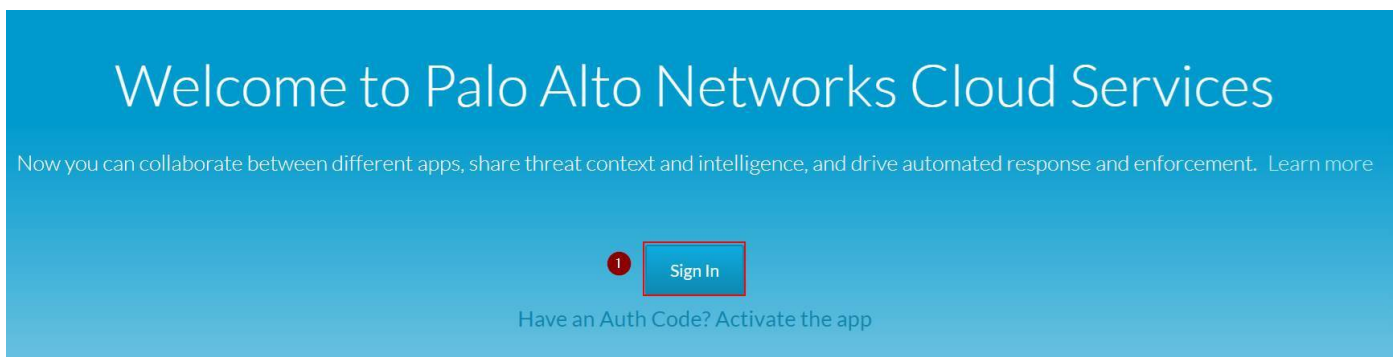 Welcome to Palo Alto Networks Cloud Services
Now you can collaborate between different apps, share threat context and intelligence, and drive automated response and enforcement. Learn more
1 Sign In
Have an Auth Code? Activate the app